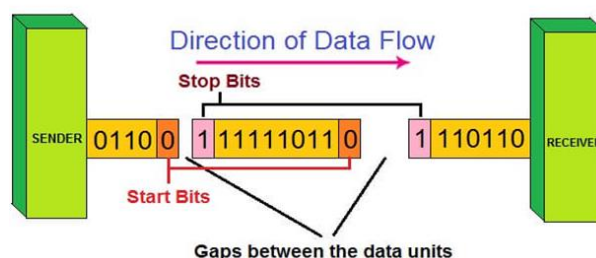 Direction of Data Flow
Stop Bits
SENDER
0110 0
1 11111011 0
1 110110
RECEIVER
Start Bits
Gaps between the data units